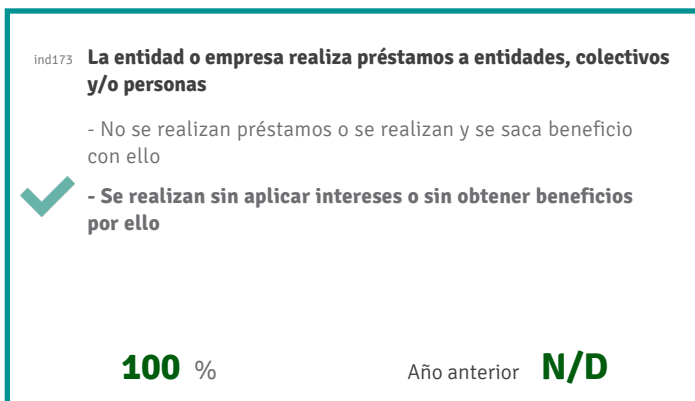 ind173 La entidad o empresa realiza préstamos a entidades, colectivos
y/o personas
- No se realizan préstamos o se realizan y se saca beneficio
con ello
- Se realizan sin aplicar intereses o sin obtener beneficios
por ello
100 % Año anterior N/D